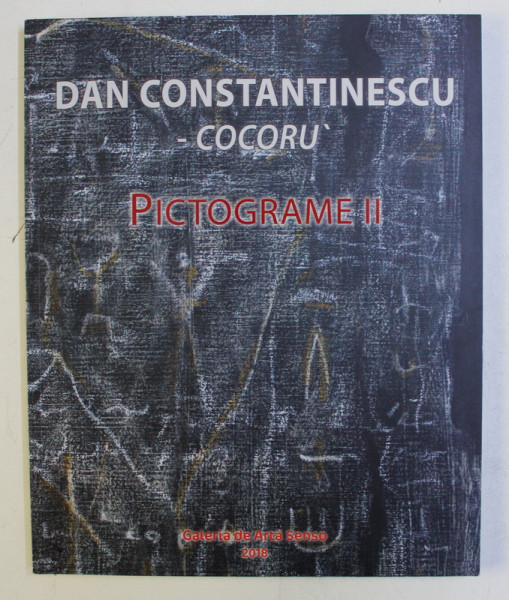 DAN CONSTANTINESCU
- COCORU`
PICTOGRAME II
Galeria de Artă Senso
2018